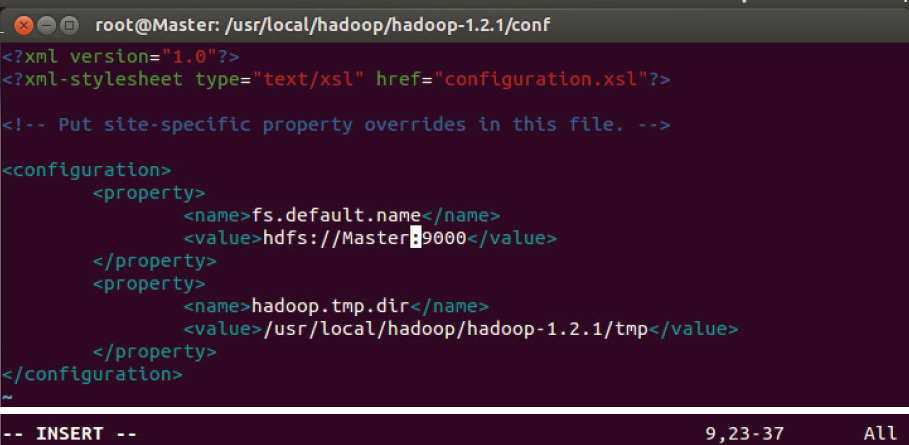 root@Master: /usr/local/hadoop/hadoop-1.2.1/conf
<?xml version="1.0"?>
<?xml-stylesheet type="text/xsl" href="configuration.xsl"?>
<!-- Put site-specific property overrides in this file. -->
<configuration>
<property>
<name>fs.default.name</name>
<value>hdfs://Master:9000</value>
</property>
<property>
<name>hadoop.tmp.dir</name>
<value>/usr/local/hadoop/hadoop-1.2.1/tmp</value>
</property>
</configuration>
~
-- INSERT -- 9,23-37 All